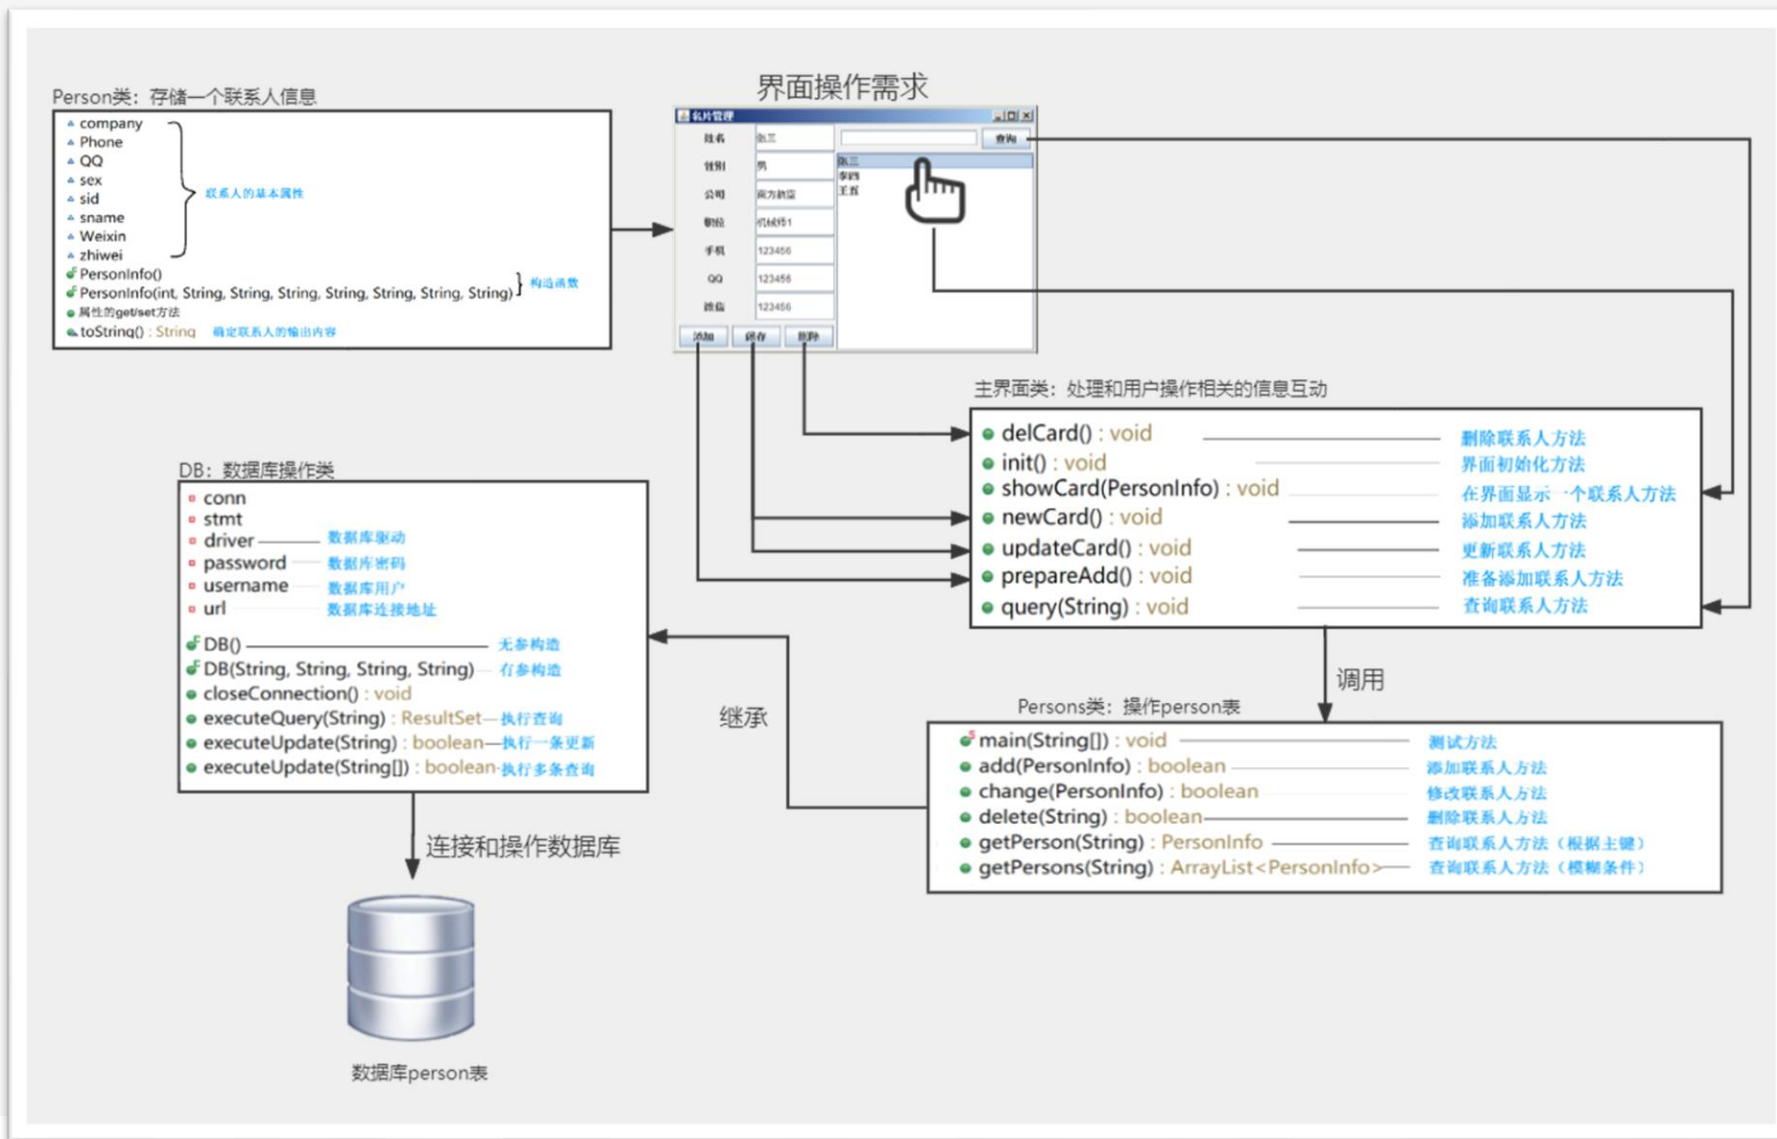 界面操作需求
Person类：存储一个联系人信息
company
Phone
QQ
sex
sid
sname
Weixin
zhiwei
联系人的基本属性
PersonInfo()
PersonInfo(int, String, String, String, String, String, String, String)
构造函数
属性的get/set方法
toString() : String 确定联系人的输出内容
名片管理
姓名 张三 查询
性别 男
公司 南方航空
职位 机械师1
手机 123456
QQ 123456
微信 123456
添加 保存 删除
张三
李四
王五
主界面类：处理和用户操作相关的信息互动
delCard() : void 删除联系人方法
init() : void 界面初始化方法
showCard(PersonInfo) : void 在界面显示一个联系人方法
newCard() : void 添加联系人方法
updateCard() : void 更新联系人方法
prepareAdd() : void 准备添加联系人方法
query(String) : void 查询联系人方法
DB：数据库操作类
conn
stmt
driver 数据库驱动
password 数据库密码
username 数据库用户
url 数据库连接地址
DB() 无参构造
DB(String, String, String, String) 有参构造
closeConnection() : void
executeQuery(String) : ResultSet 执行查询
executeUpdate(String) : boolean 执行一条更新
executeUpdate(String[]) : boolean 执行多条查询
继承
调用
Persons类：操作person表
main(String[]) : void 测试方法
add(PersonInfo) : boolean 添加联系人方法
change(PersonInfo) : boolean 修改联系人方法
delete(String) : boolean 删除联系人方法
getPerson(String) : PersonInfo 查询联系人方法（根据主键）
getPersons(String) : ArrayList<PersonInfo> 查询联系人方法（模糊条件）
连接和操作数据库
数据库person表